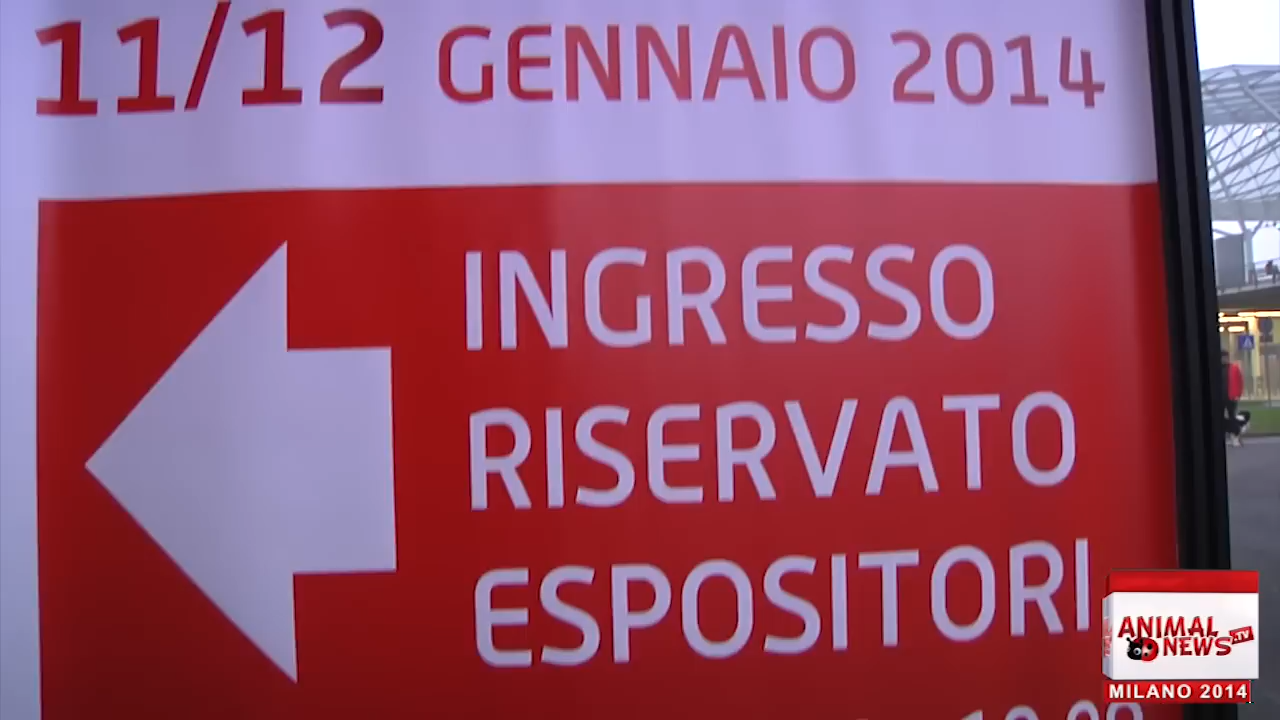 11/12 GENNAIO 2014
INGRESSO
RISERVATO
ESPOSITORI
ANIMAL
NEWS.TV
MILANO 2014